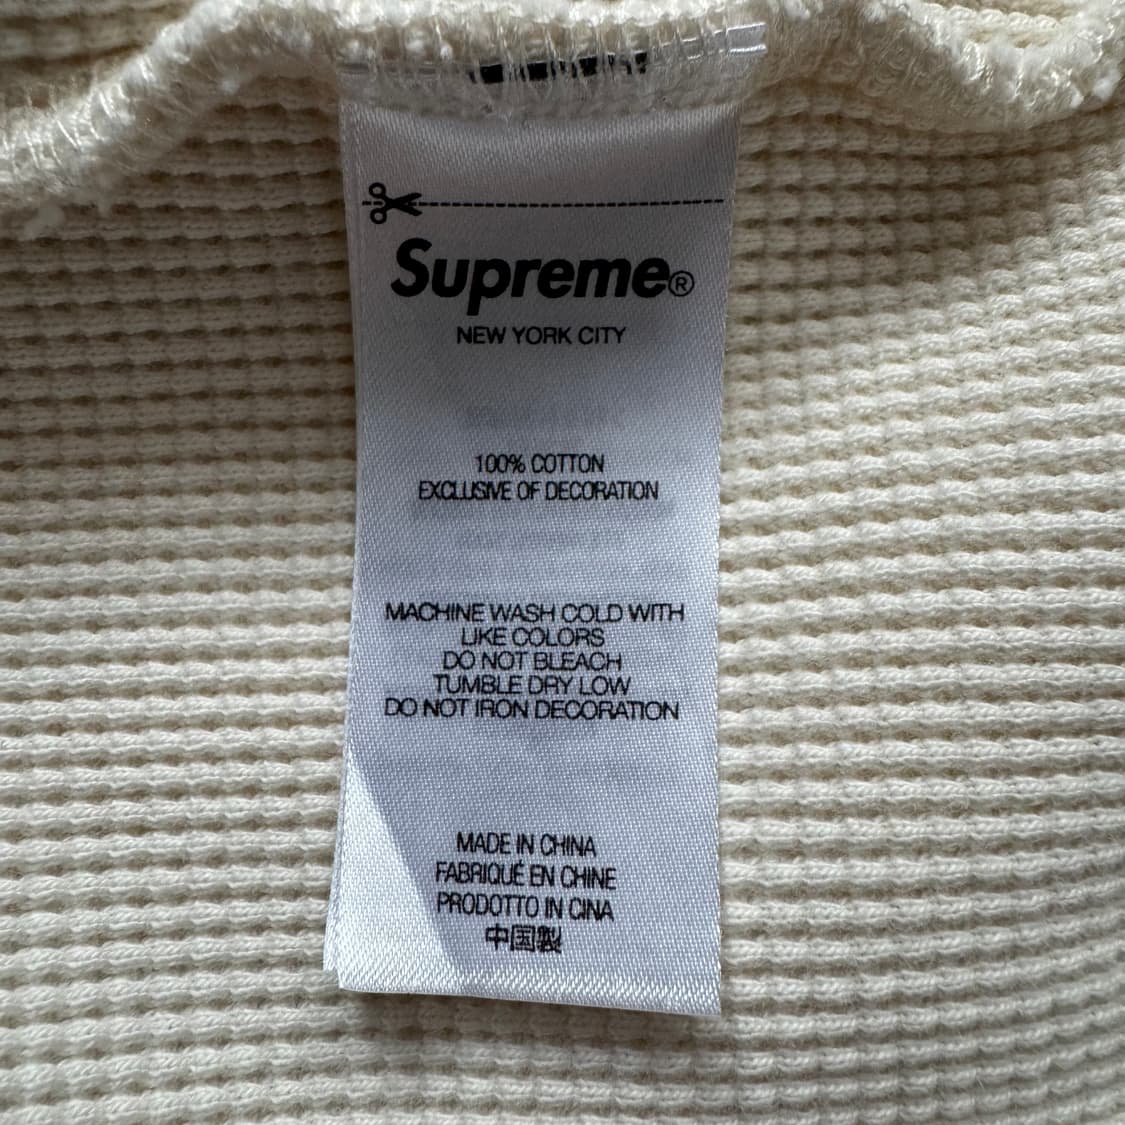 Supreme®
NEW YORK CITY
100% COTTON
EXCLUSIVE OF DECORATION
MACHINE WASH COLD WITH
LIKE COLORS
DO NOT BLEACH
TUMBLE DRY LOW
DO NOT IRON DECORATION
MADE IN CHINA
FABRIQUÉ EN CHINE
PRODOTTO IN CINA
中国製